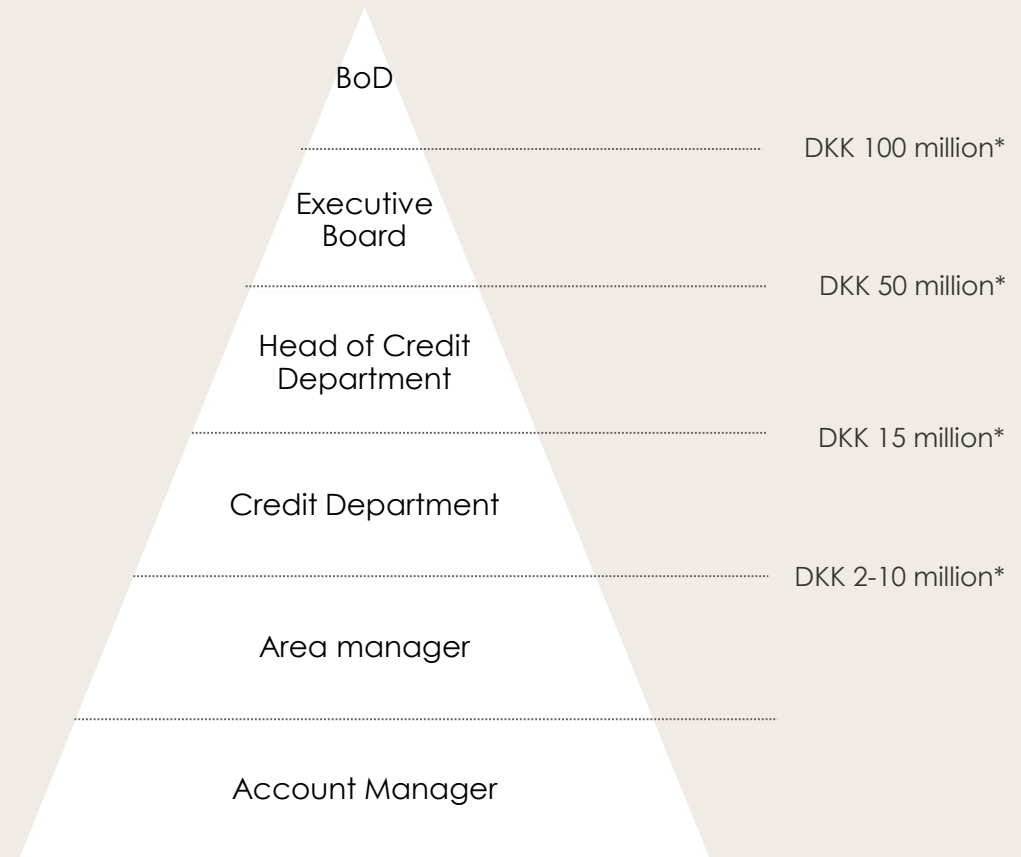 BoD
DKK 100 million*
Executive
Board
DKK 50 million*
Head of Credit
Department
DKK 15 million*
Credit Department
DKK 2-10 million*
Area manager
Account Manager